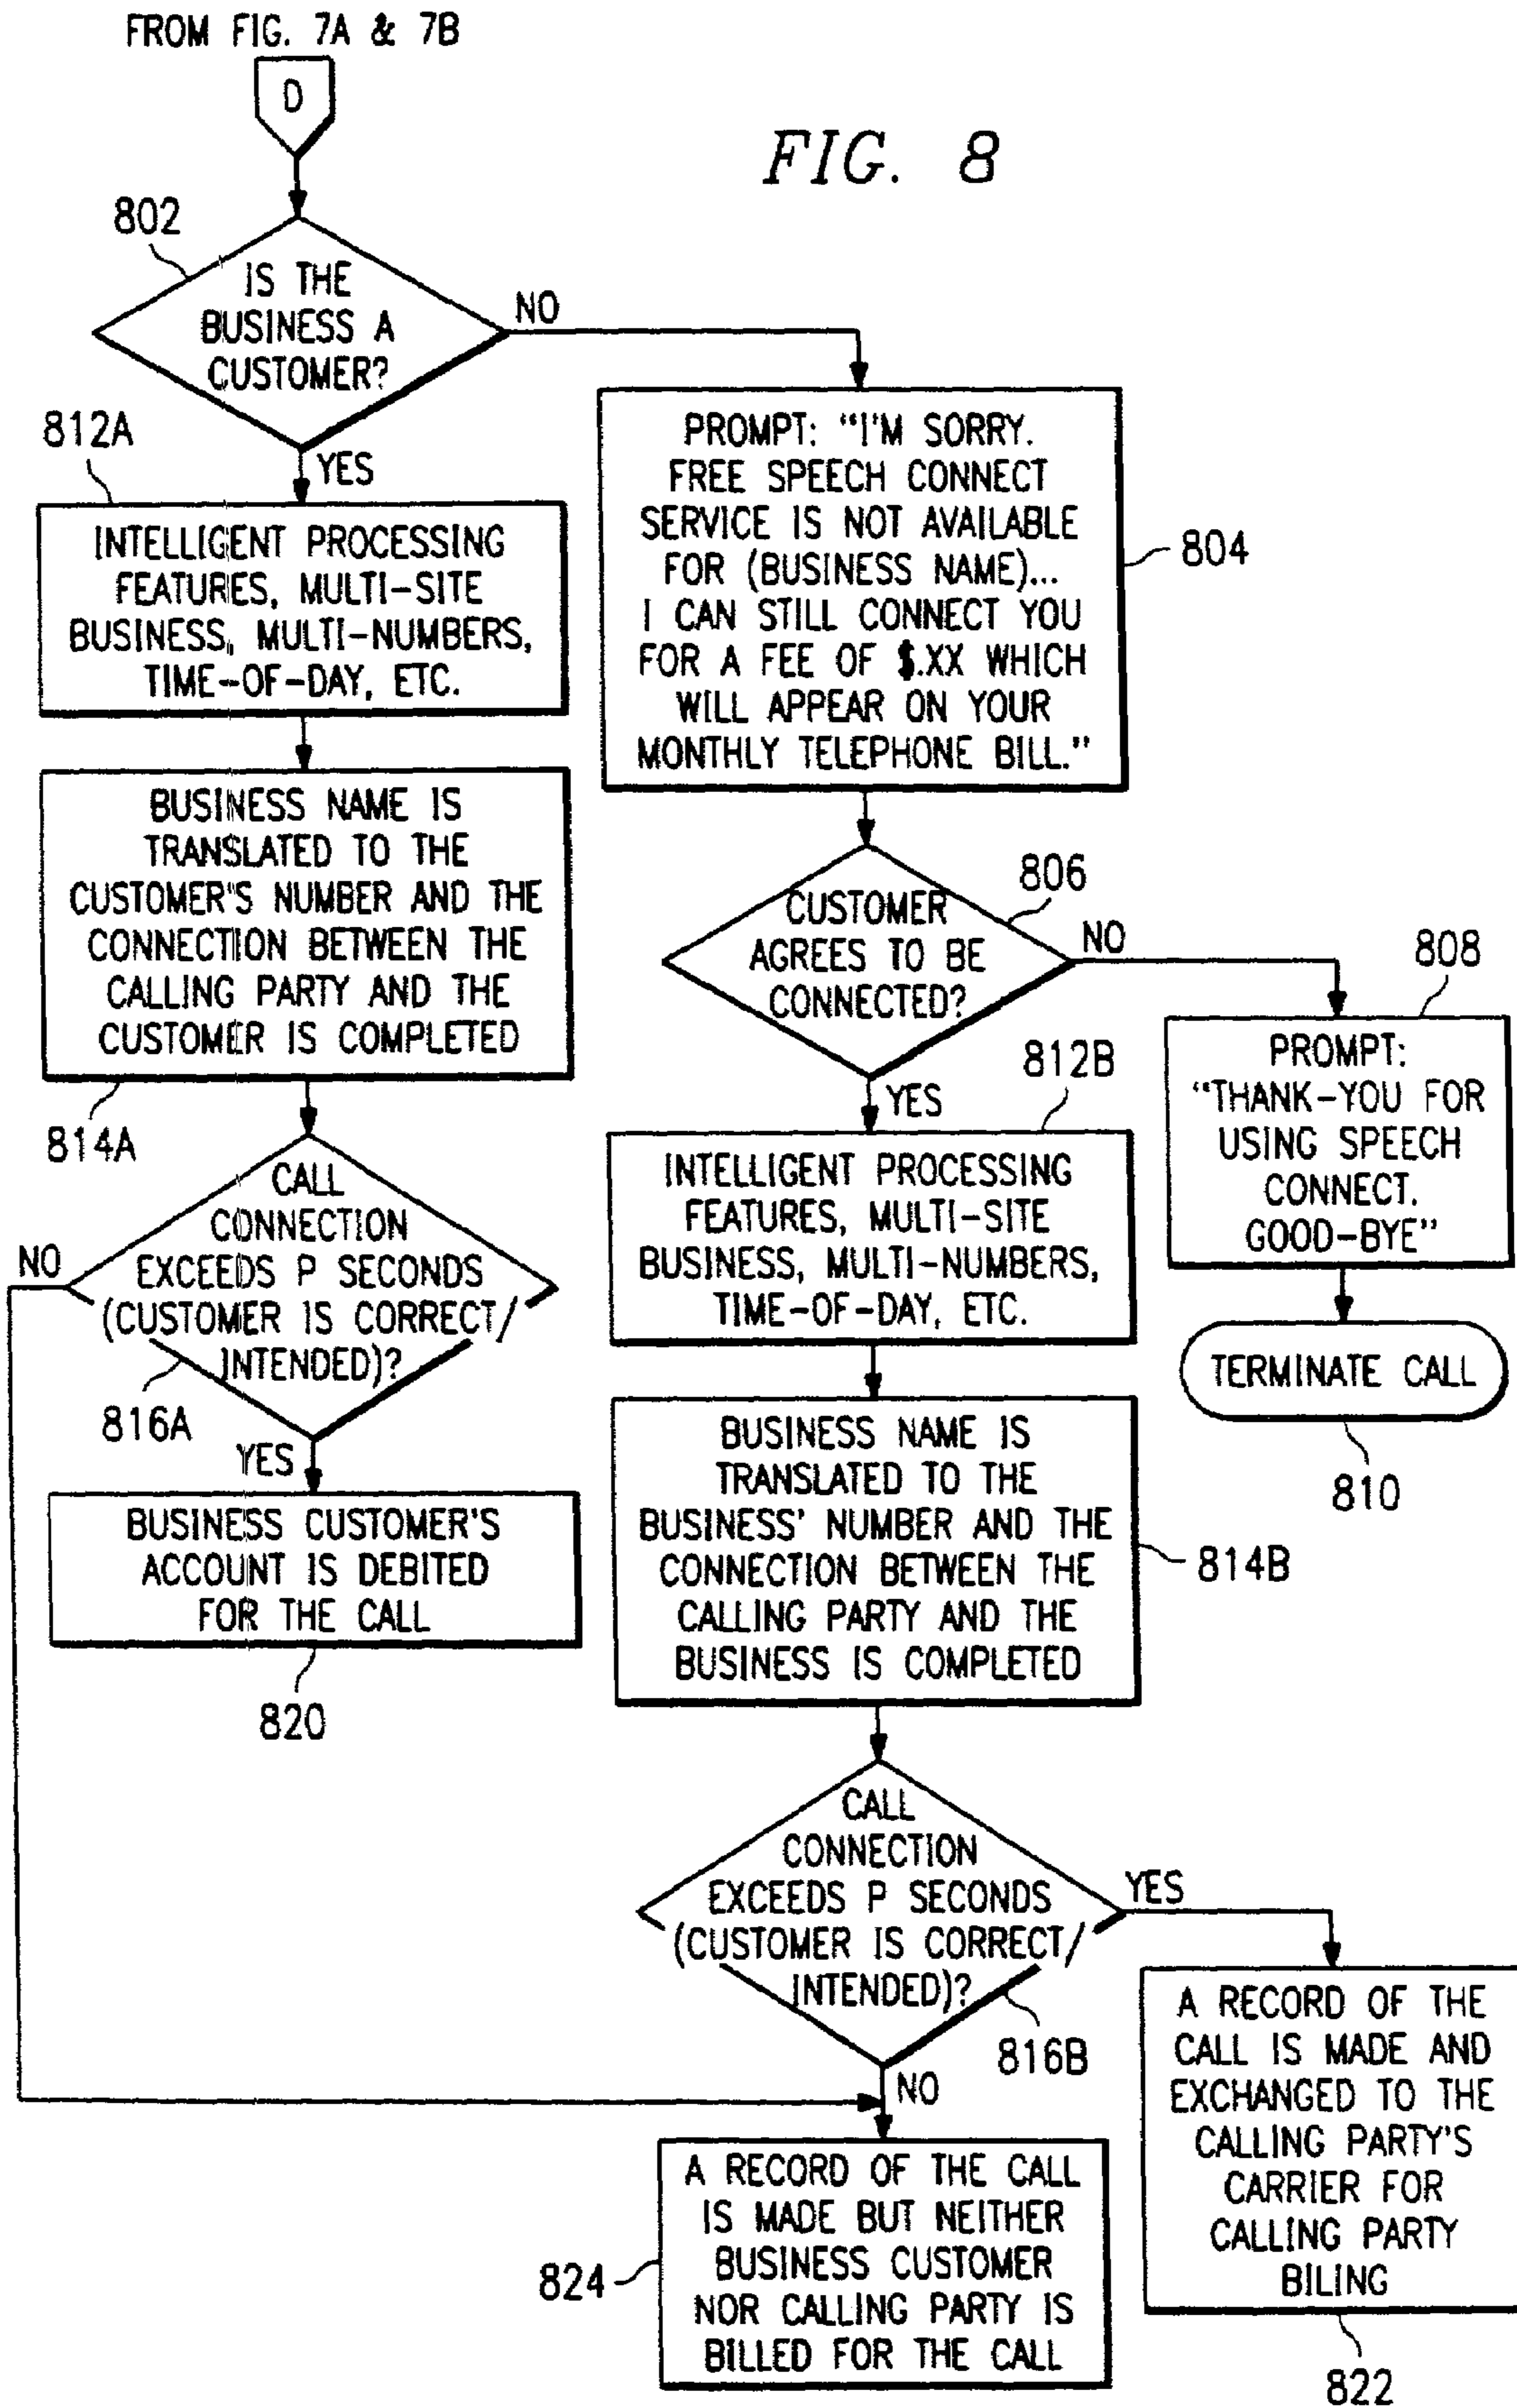 FROM FIG. 7A & 7B
D
FIG. 8
802
IS THE
BUSINESS A
CUSTOMER?
NO
YES
812A
INTELLIGENT PROCESSING
FEATURES, MULTI-SITE
BUSINESS, MULTI-NUMBERS,
TIME-OF-DAY, ETC.
PROMPT: "I'M SORRY.
FREE SPEECH CONNECT
SERVICE IS NOT AVAILABLE
FOR (BUSINESS NAME)...
I CAN STILL CONNECT YOU
FOR A FEE OF $.XX WHICH
WILL APPEAR ON YOUR
MONTHLY TELEPHONE BILL."
804
BUSINESS NAME IS
TRANSLATED TO THE
CUSTOMER'S NUMBER AND THE
CONNECTION BETWEEN THE
CALLING PARTY AND THE
CUSTOMER IS COMPLETED
814A
CUSTOMER
AGREES TO BE
CONNECTED?
806
NO
YES
808
PROMPT:
"THANK-YOU FOR
USING SPEECH
CONNECT.
GOOD-BYE"
TERMINATE CALL
810
CALL
CONNECTION
EXCEEDS P SECONDS
(CUSTOMER IS CORRECT/
INTENDED)?
NO
816A
YES
BUSINESS CUSTOMER'S
ACCOUNT IS DEBITED
FOR THE CALL
820
812B
INTELLIGENT PROCESSING
FEATURES, MULTI-SITE
BUSINESS, MULTI-NUMBERS,
TIME-OF-DAY, ETC.
BUSINESS NAME IS
TRANSLATED TO THE
BUSINESS' NUMBER AND THE
CONNECTION BETWEEN THE
CALLING PARTY AND THE
BUSINESS IS COMPLETED
814B
CALL
CONNECTION
EXCEEDS P SECONDS
(CUSTOMER IS CORRECT/
INTENDED)?
YES
816B
NO
A RECORD OF THE CALL
IS MADE BUT NEITHER
BUSINESS CUSTOMER
NOR CALLING PARTY IS
BILLED FOR THE CALL
824
A RECORD OF THE
CALL IS MADE AND
EXCHANGED TO THE
CALLING PARTY'S
CARRIER FOR
CALLING PARTY
BILING
822